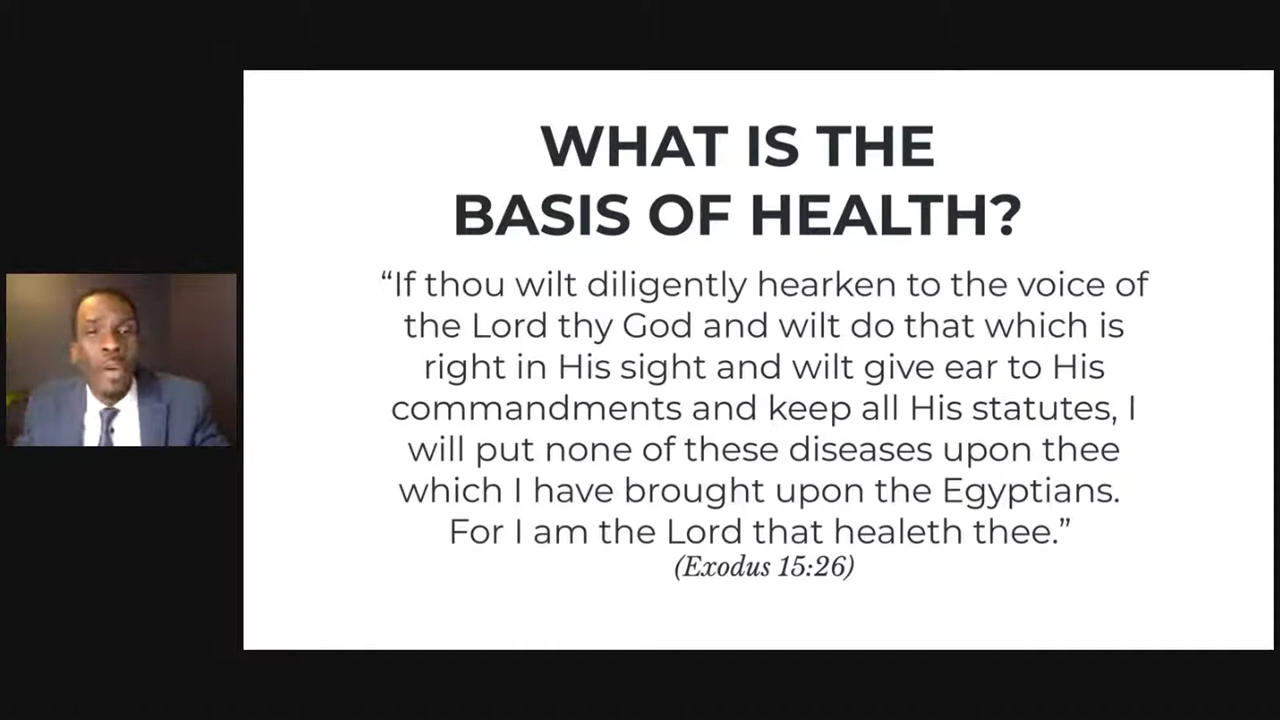 WHAT IS THE
BASIS OF HEALTH?
“If thou wilt diligently hearken to the voice of
the Lord thy God and wilt do that which is
right in His sight and wilt give ear to His
commandments and keep all His statutes, I
will put none of these diseases upon thee
which I have brought upon the Egyptians.
For I am the Lord that healeth thee.”
(Exodus 15:26)